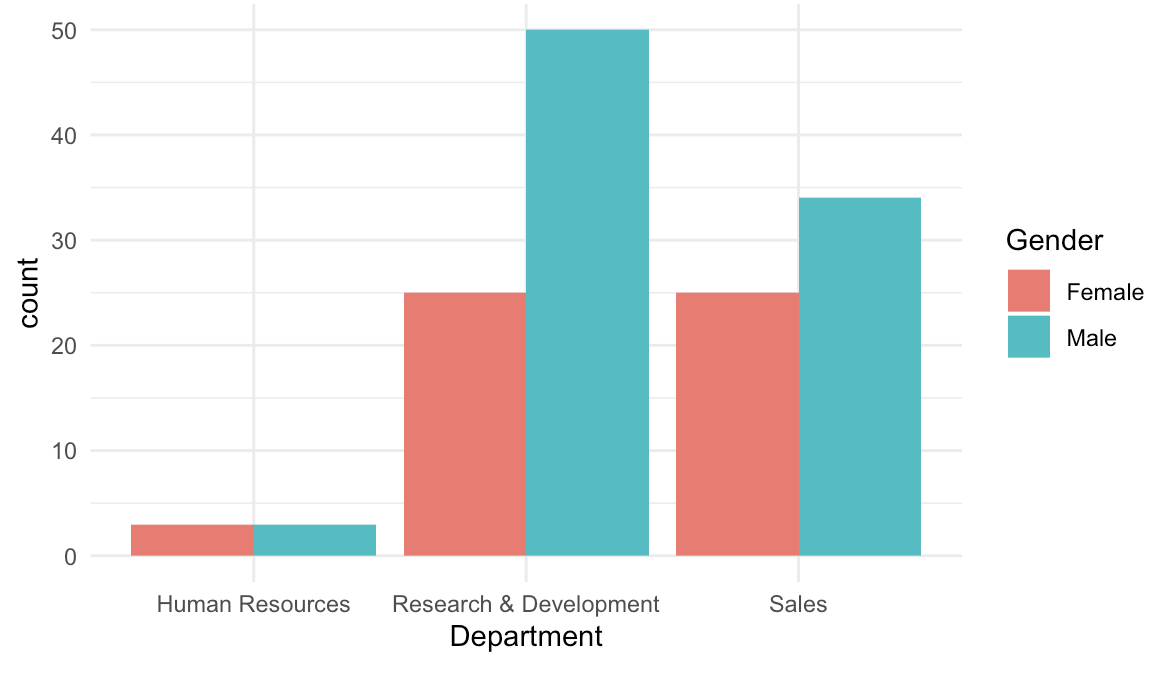 50
40
30
20
10
0
count
Human Resources
Research & Development
Sales
Department
Gender
Female
Male